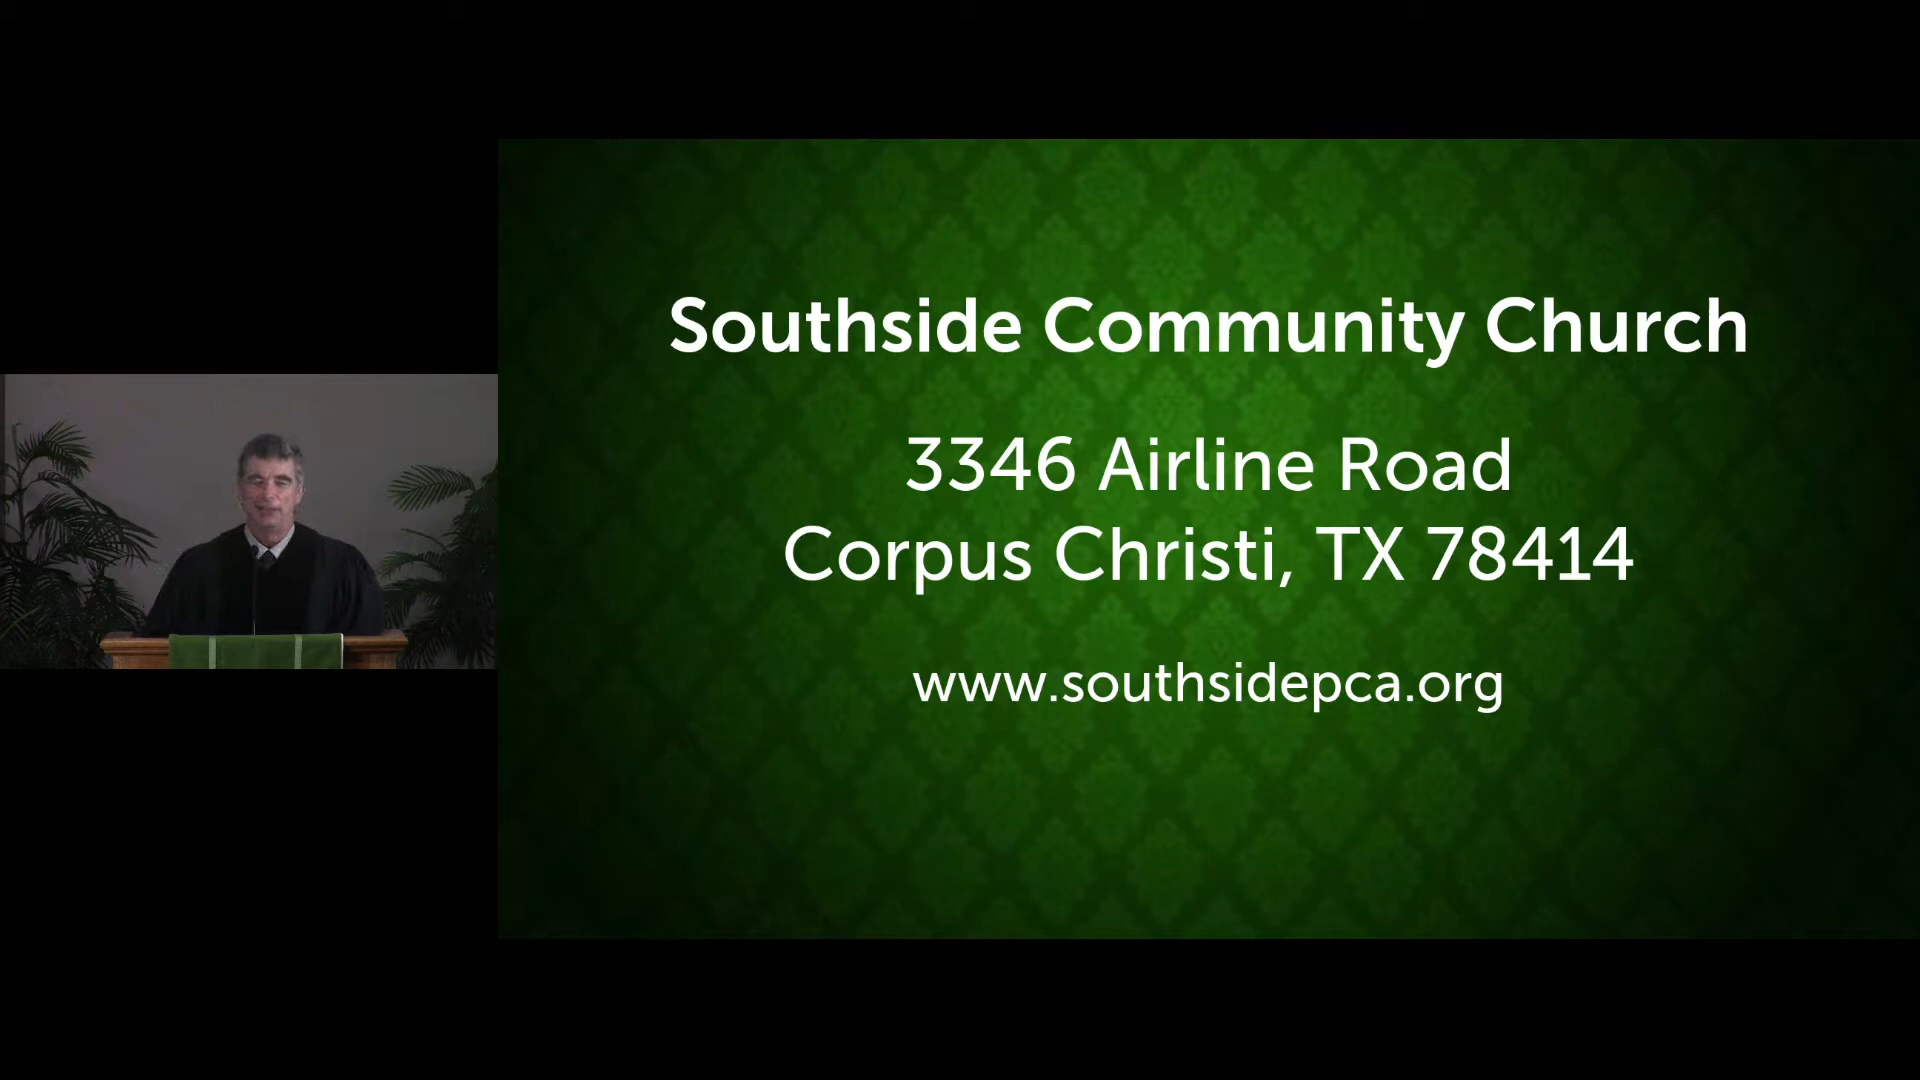 Southside Community Church
3346 Airline Road
Corpus Christi, TX 78414
www.southsidepca.org